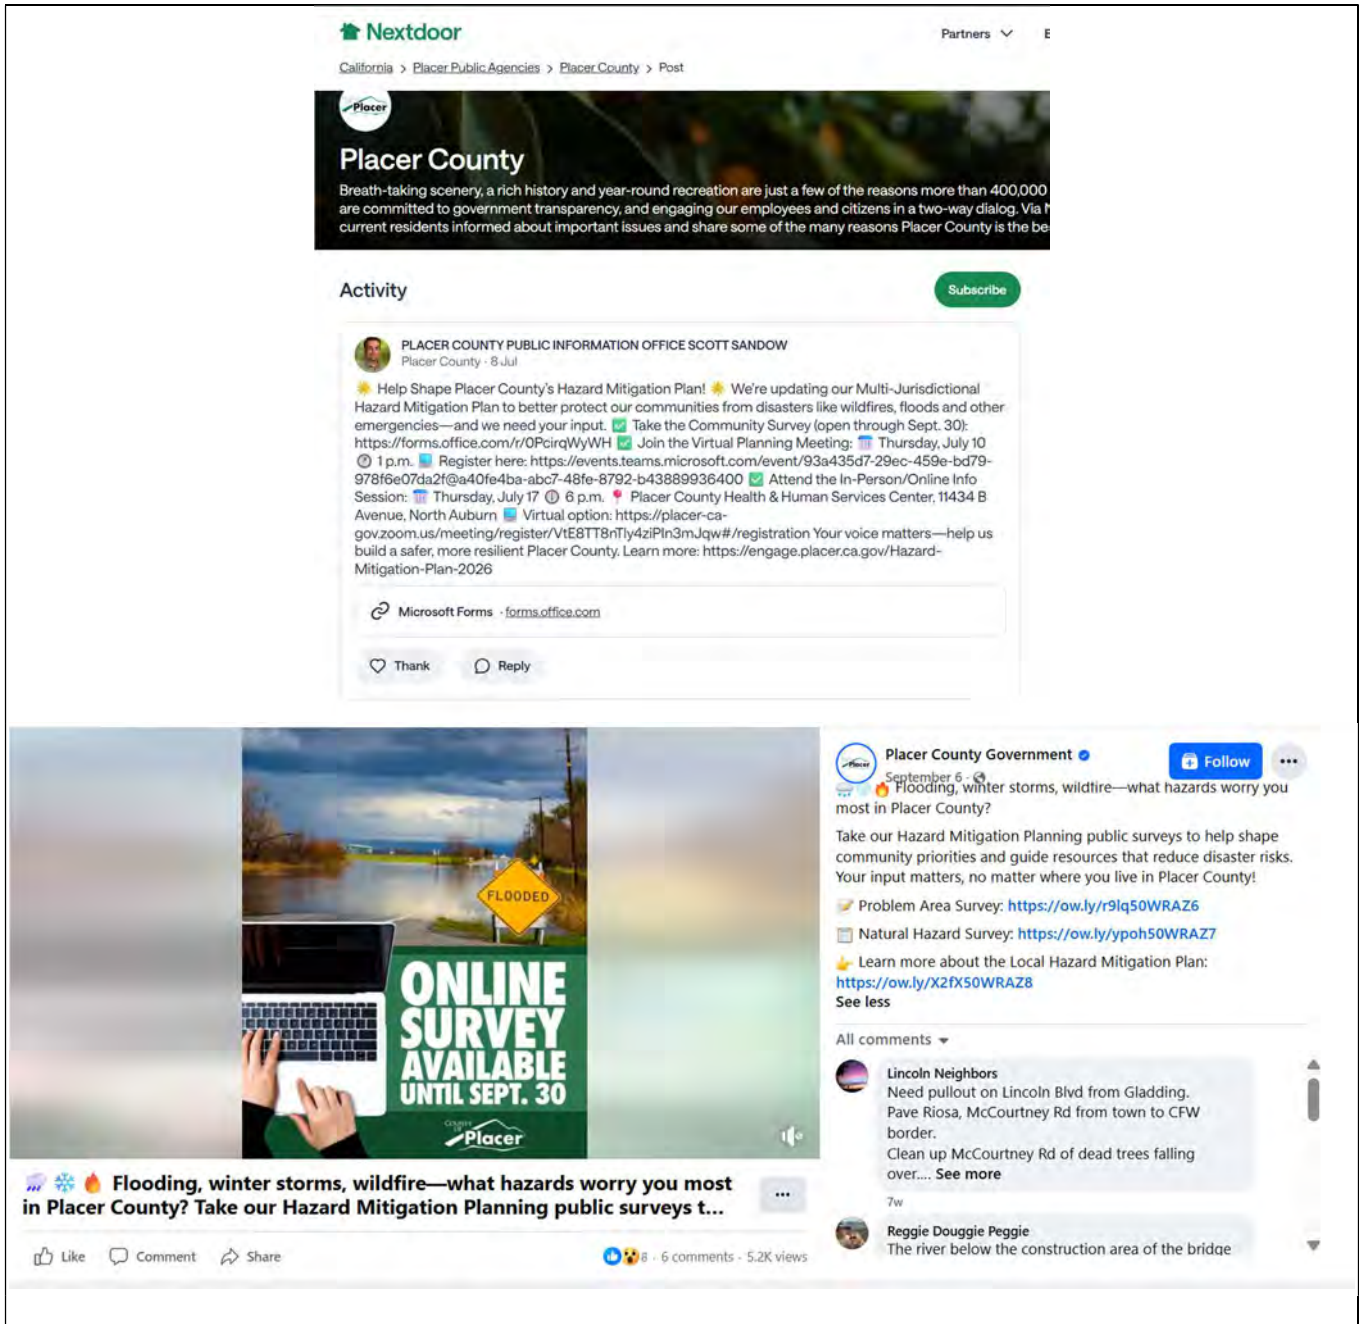 Nextdoor
Partners
E
California > Placer Public Agencies > Placer County > Post
Placer
Placer County
Breath-taking scenery, a rich history and year-round recreation are just a few of the reasons more than 400,000
are committed to government transparency, and engaging our employees and citizens in a two-way dialog. Via N
current residents informed about important issues and share some of the many reasons Placer County is the be
Activity
Subscribe
PLACER COUNTY PUBLIC INFORMATION OFFICE SCOTT SANDOW
Placer County · 8 Jul
☀️ Help Shape Placer County's Hazard Mitigation Plan! ☀️ We're updating our Multi-Jurisdictional
Hazard Mitigation Plan to better protect our communities from disasters like wildfires, floods and other
emergencies—and we need your input. ✅ Take the Community Survey (open through Sept. 30):
https://forms.office.com/r/0PcirqWyWH ✅ Join the Virtual Planning Meeting: 📅 Thursday, July 10
🕐 1 p.m. 💻 Register here: https://events.teams.microsoft.com/event/93a435d7-29ec-459e-bd79-
978f6e07da2f@a40fe4ba-abc7-48fe-8792-b43889936400 ✅ Attend the In-Person/Online Info
Session: 📅 Thursday, July 17 🕕 6 p.m. 📍 Placer County Health & Human Services Center, 11434 B
Avenue, North Auburn 💻 Virtual option: https://placer-ca-
gov.zoom.us/meeting/register/VtE8TT8nTly4ziPln3mJqw#/registration Your voice matters—help us
build a safer, more resilient Placer County. Learn more: https://engage.placer.ca.gov/Hazard-
Mitigation-Plan-2026
Microsoft Forms · forms.office.com
Thank
Reply
FLOODED
ONLINE
SURVEY
AVAILABLE
UNTIL SEPT. 30
COUNTY OF
Placer
🌧️ ❄️ 🔥 Flooding, winter storms, wildfire—what hazards worry you most
in Placer County? Take our Hazard Mitigation Planning public surveys t...
Like
Comment
Share
8 · 6 comments · 5.2K views
Placer
Placer County Government
Follow
September 6
🌧️ ❄️ 🔥 Flooding, winter storms, wildfire—what hazards worry you
most in Placer County?
Take our Hazard Mitigation Planning public surveys to help shape
community priorities and guide resources that reduce disaster risks.
Your input matters, no matter where you live in Placer County!
📝 Problem Area Survey: https://ow.ly/r9lq50WRAZ6
📋 Natural Hazard Survey: https://ow.ly/ypoh50WRAZ7
👉 Learn more about the Local Hazard Mitigation Plan:
https://ow.ly/X2fX50WRAZ8
See less
All comments
Lincoln Neighbors
Need pullout on Lincoln Blvd from Gladding.
Pave Riosa, McCourtney Rd from town to CFW
border.
Clean up McCourtney Rd of dead trees falling
over.... See more
7w
Reggie Douggie Peggie
The river below the construction area of the bridge